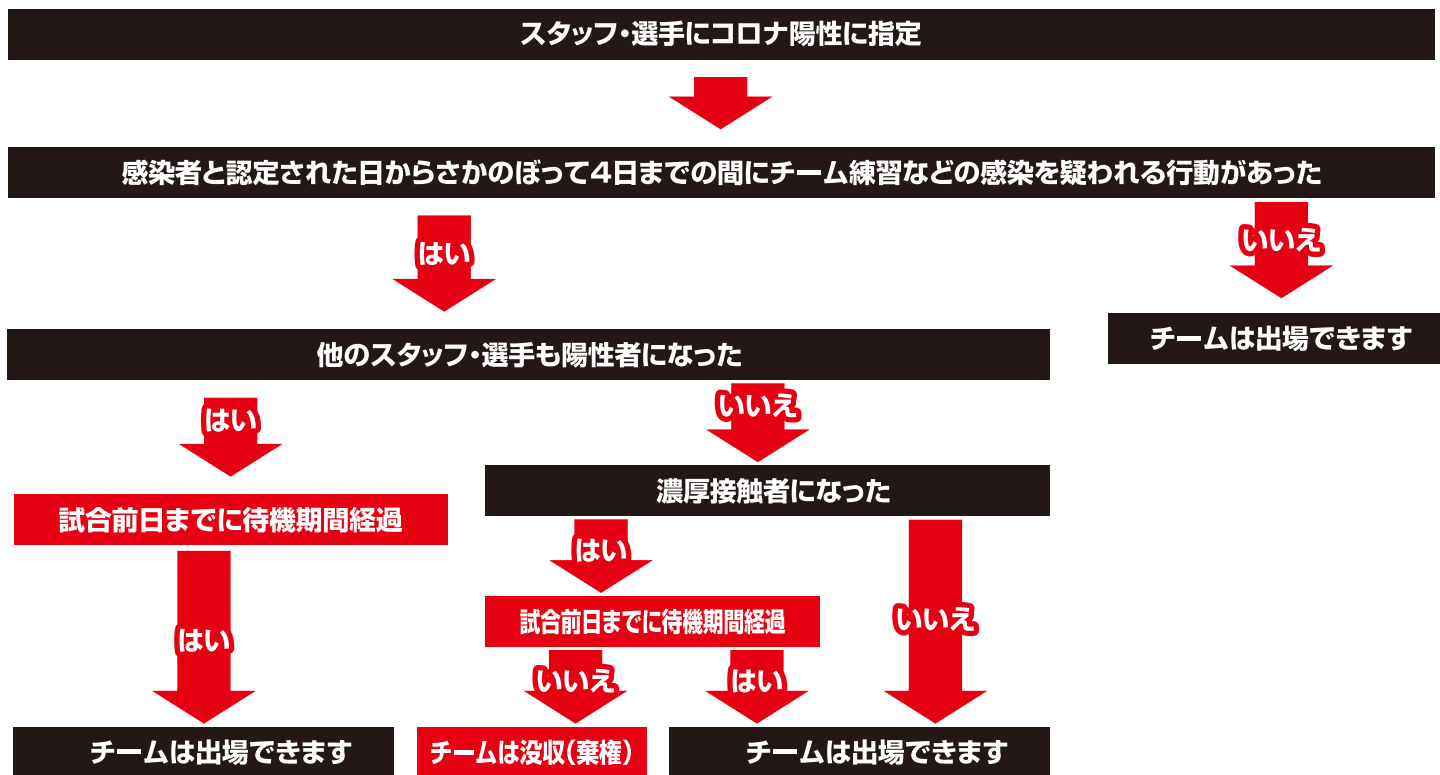 スタッフ・選手にコロナ陽性に指定
感染者と認定された日からさかのぼって4日までの間にチーム練習などの感染を疑われる行動があった
はい
いいえ
チームは出場できます
他のスタッフ・選手も陽性者になった
はい
いいえ
濃厚接触者になった
試合前日までに待機期間経過
はい
いいえ
試合前日までに待機期間経過
はい
いいえ
はい
チームは出場できます
チームは没収(棄権)
チームは出場できます